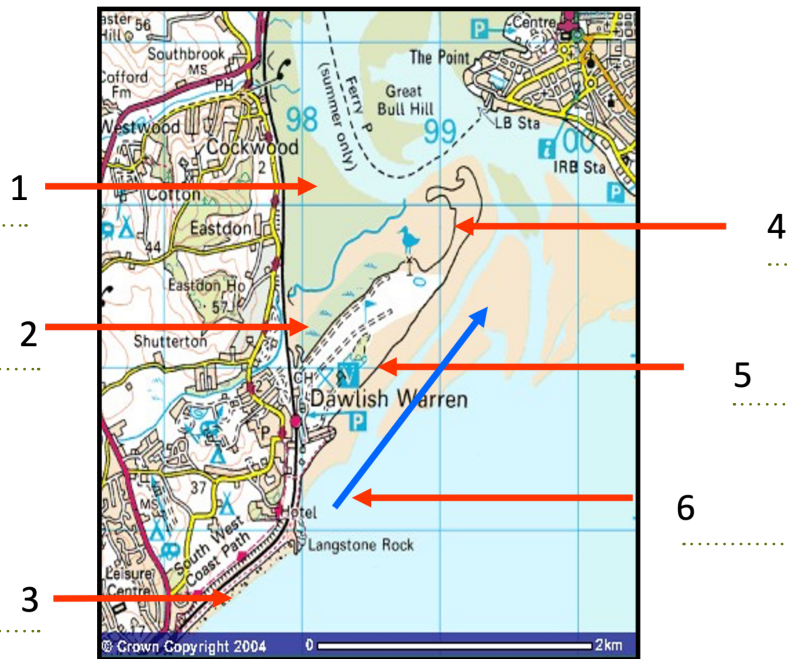 aster 56
Hill
Southbrook
MS
Cofford
Fm
PH
Westwood
Cockwood
2
Cofton
Eastdon
44
Eastdon Ho
57
Shutterton
2
P
37
MS
Hotel
South West
Coast Path
Leisure
Centre
Langstone Rock
CH
V
Dawlish Warren
P
Ferry P
(summer only)
98
Great
Bull Hill
99
The Point
P
Centre
LB Sta
00
i
IRB Sta
P
1
2
3
4
5
6
© Crown Copyright 2004
0
2km